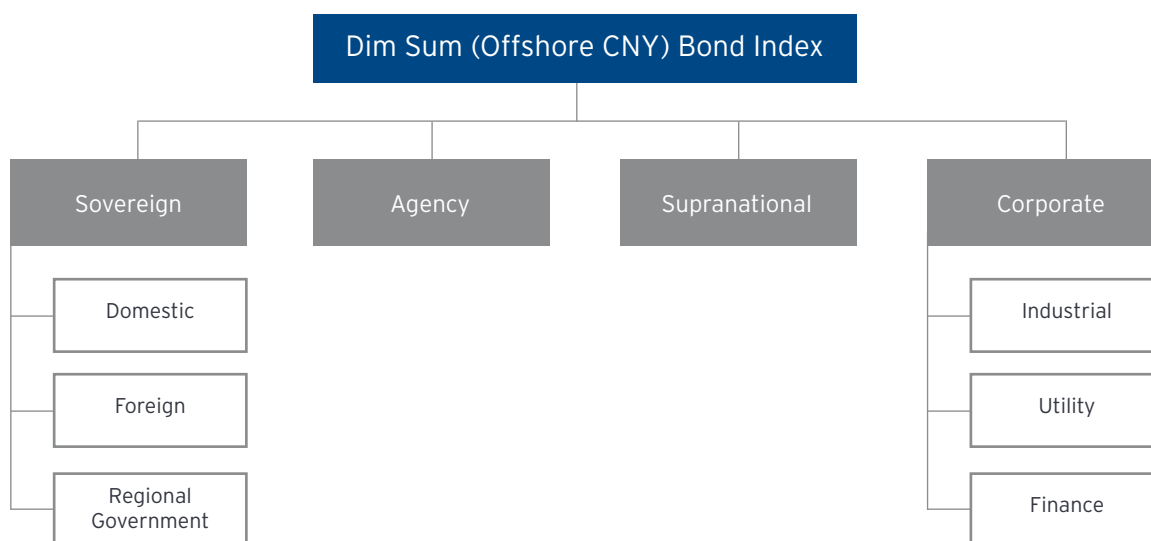 Dim Sum (Offshore CNY) Bond Index
Sovereign
Agency
Supranational
Corporate
Domestic
Industrial
Foreign
Utility
Regional
Government
Finance